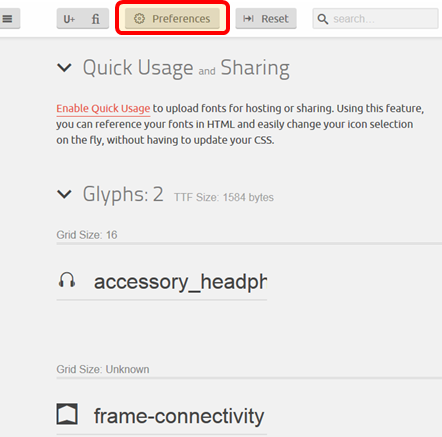 U+ fi Preferences Reset search...
Quick Usage and Sharing
Enable Quick Usage to upload fonts for hosting or sharing. Using this feature,
you can reference your fonts in HTML and easily change your icon selection
on the fly, without having to update your CSS.
Glyphs: 2 TTF Size: 1584 bytes
Grid Size: 16
accessory_headph
Grid Size: Unknown
frame-connectivity